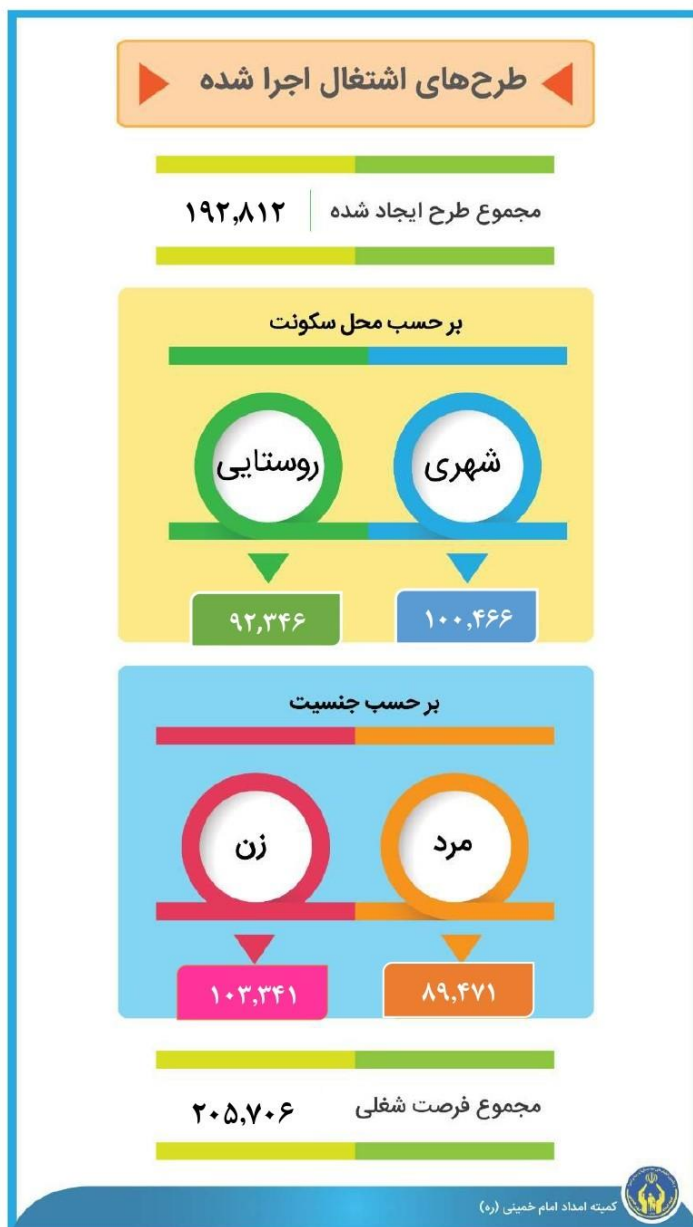 طرح‌های اشتغال اجرا شده
مجموع طرح ایجاد شده ۱۹۲,۸۱۲
بر حسب محل سکونت
شهری روستایی
۱۰۰,۴۶۶ ۹۲,۳۴۶
بر حسب جنسیت
مرد زن
۸۹,۴۷۱ ۱۰۳,۳۴۱
مجموع فرصت شغلی ۲۰۵,۷۰۶
کمیته امداد امام خمینی (ره)